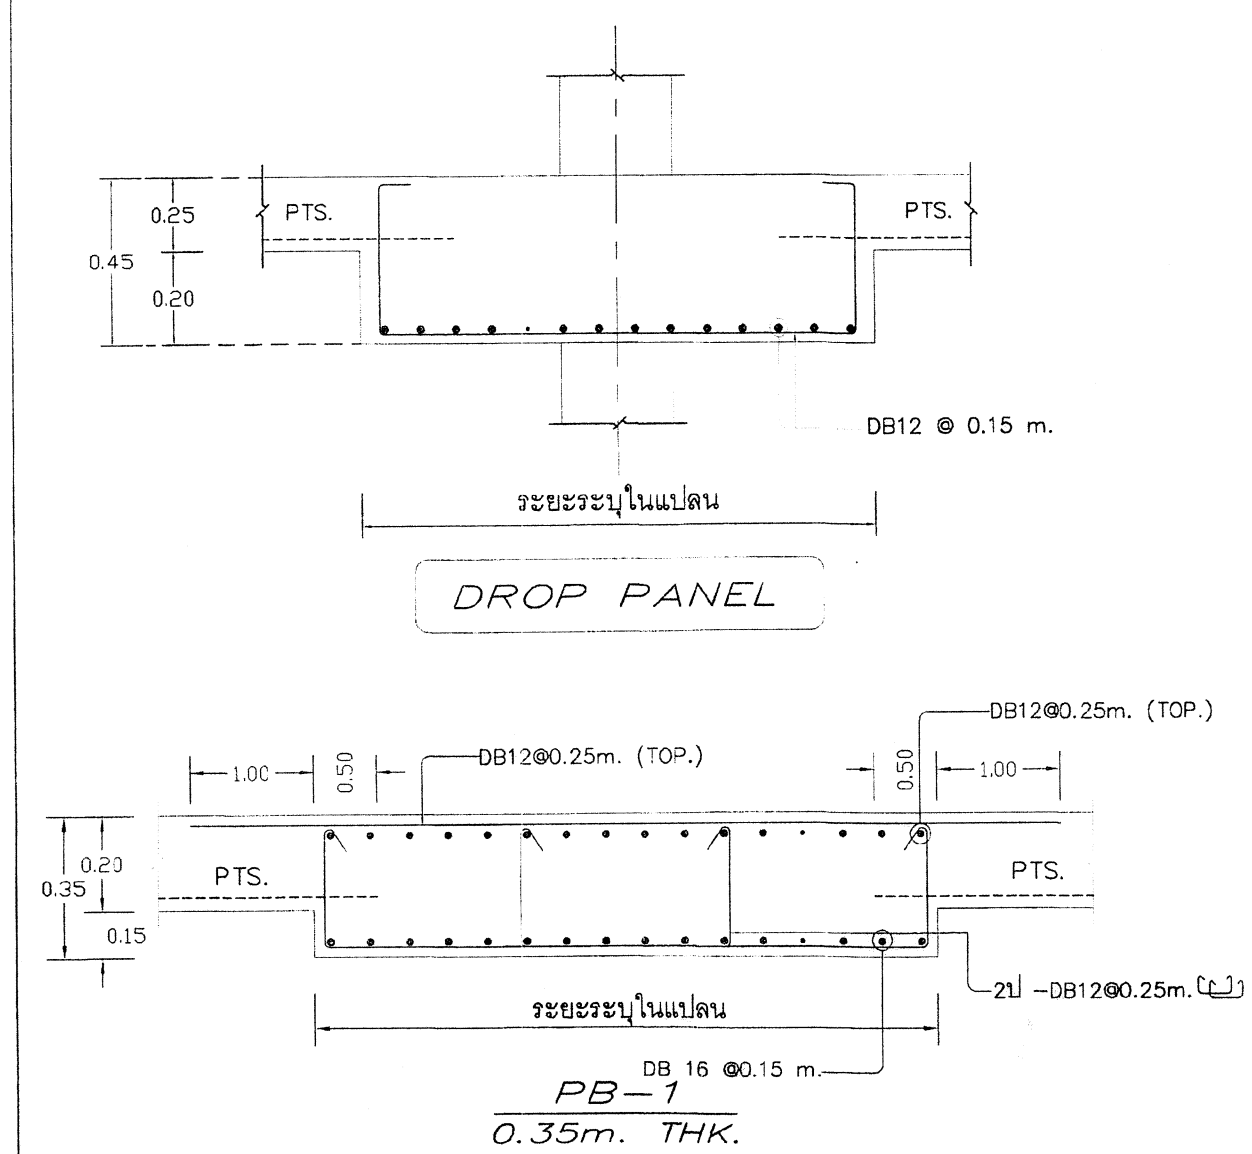 PTS.
PTS.
0.25
0.45
0.20
DB12 @ 0.15 m.
ระยะระบุในแปลน
DROP PANEL
DB12@0.25m. (TOP.)
DB12@0.25m. (TOP.)
1.00
0.50
0.50
1.00
0.20
0.35
0.15
PTS.
PTS.
2ป -DB12@0.25m.
ระยะระบุในแปลน
DB 16 @0.15 m.
PB-1
0.35m. THK.